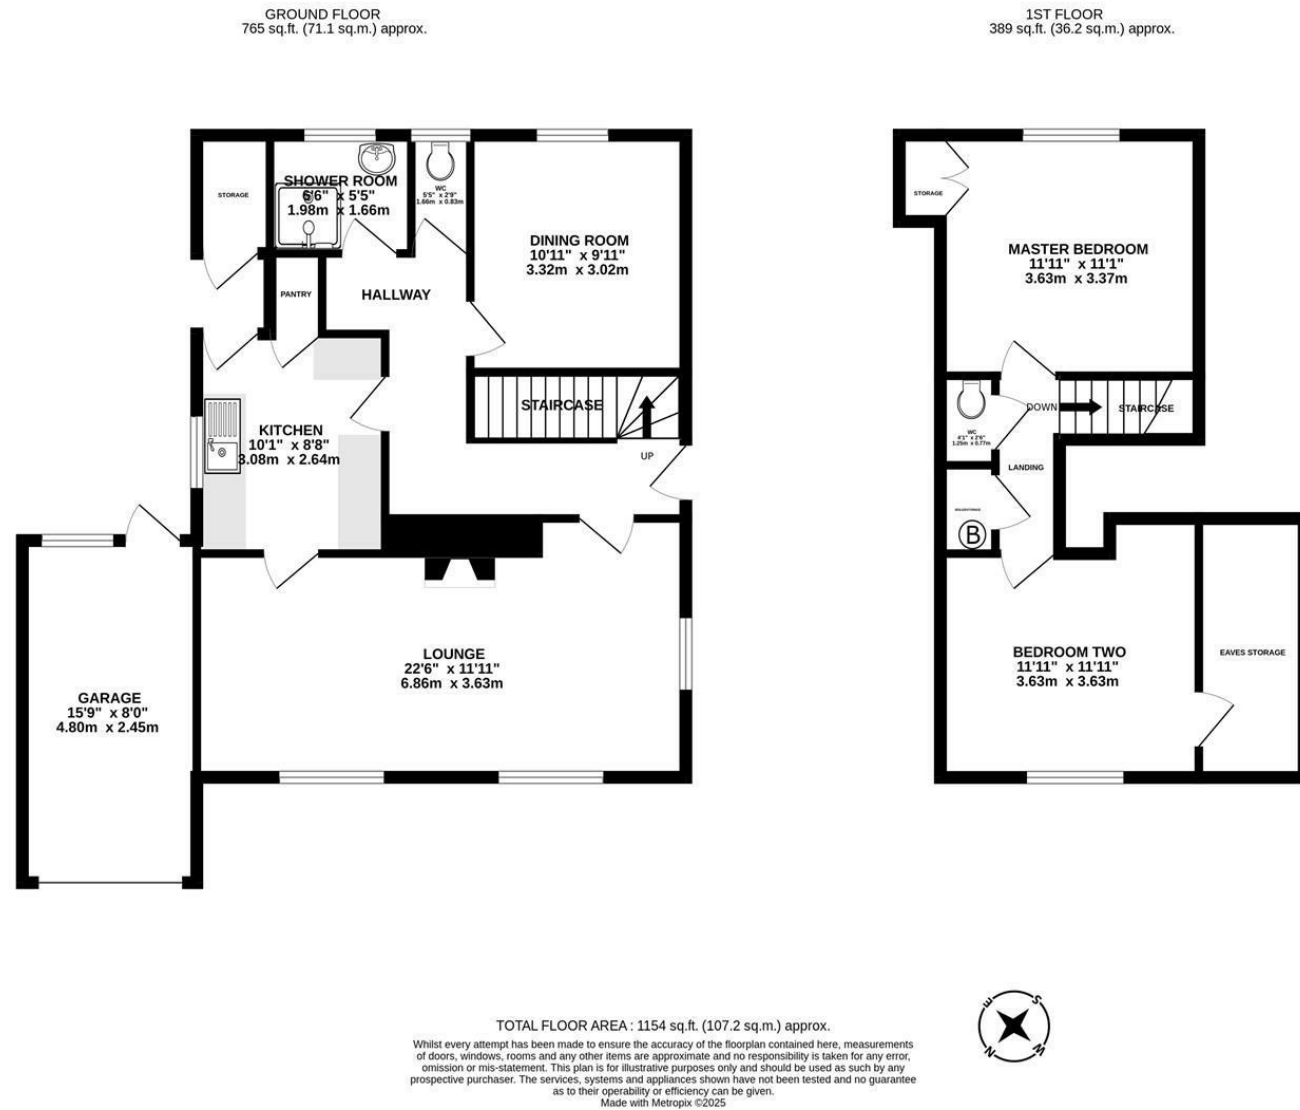 GROUND FLOOR
765 sq.ft. (71.1 sq.m.) approx.
1ST FLOOR
389 sq.ft. (36.2 sq.m.) approx.
STORAGE
SHOWER ROOM
6'6" x 5'5"
1.98m x 1.66m
WC
5'5" x 2'9"
1.66m x 0.83m
DINING ROOM
10'11" x 9'11"
3.32m x 3.02m
PANTRY
HALLWAY
STAIRCASE
UP
KITCHEN
10'1" x 8'8"
3.08m x 2.64m
LOUNGE
22'6" x 11'11"
6.86m x 3.63m
GARAGE
15'9" x 8'0"
4.80m x 2.45m
STORAGE
MASTER BEDROOM
11'11" x 11'1"
3.63m x 3.37m
DOWN
STAIRCASE
WC
4'1" x 2'6"
1.25m x 0.77m
LANDING
B
BEDROOM TWO
11'11" x 11'11"
3.63m x 3.63m
EAVES STORAGE
E
S
N
W
TOTAL FLOOR AREA : 1154 sq.ft. (107.2 sq.m.) approx.
Whilst every attempt has been made to ensure the accuracy of the floorplan contained here, measurements
of doors, windows, rooms and any other items are approximate and no responsibility is taken for any error,
omission or mis-statement. This plan is for illustrative purposes only and should be used as such by any
prospective purchaser. The services, systems and appliances shown have not been tested and no guarantee
as to their operability or efficiency can be given.
Made with Metropix ©2025